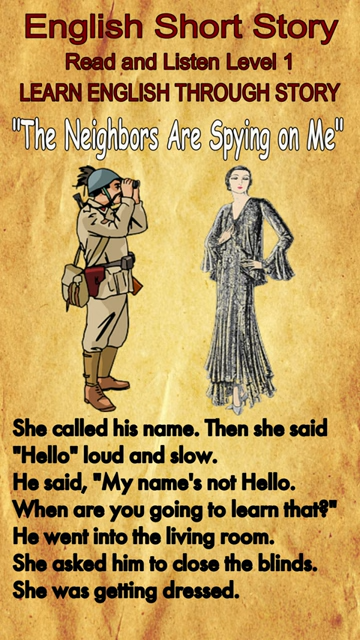 English Short Story
Read and Listen Level 1
LEARN ENGLISH THROUGH STORY
"The Neighbors Are Spying on Me"
She called his name. Then she said
"Hello" loud and slow.
He said, "My name's not Hello.
When are you going to learn that?"
He went into the living room.
She asked him to close the blinds.
She was getting dressed.